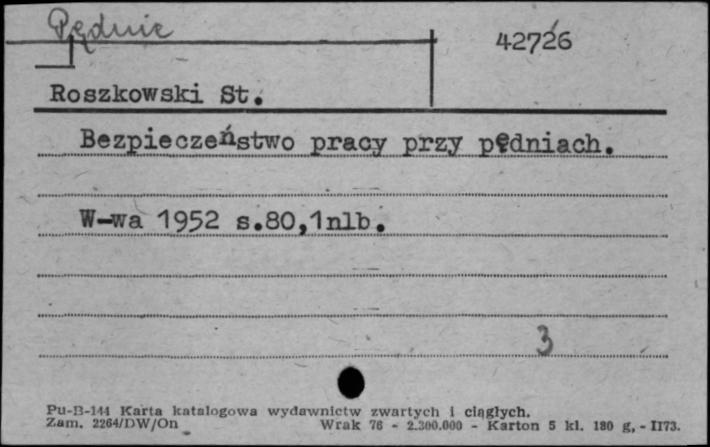 Pędnie
42726
Roszkowski St.
Bezpieczeństwo pracy przy pędniach.
W-wa 1952 s.80,1nlb.
3
Pu-B-144 Karta katalogowa wydawnictw zwartych i ciągłych.
Zam. 2264/DW/On Wrak 76 - 2.300.000 - Karton 5 kl. 180 g, - II73.